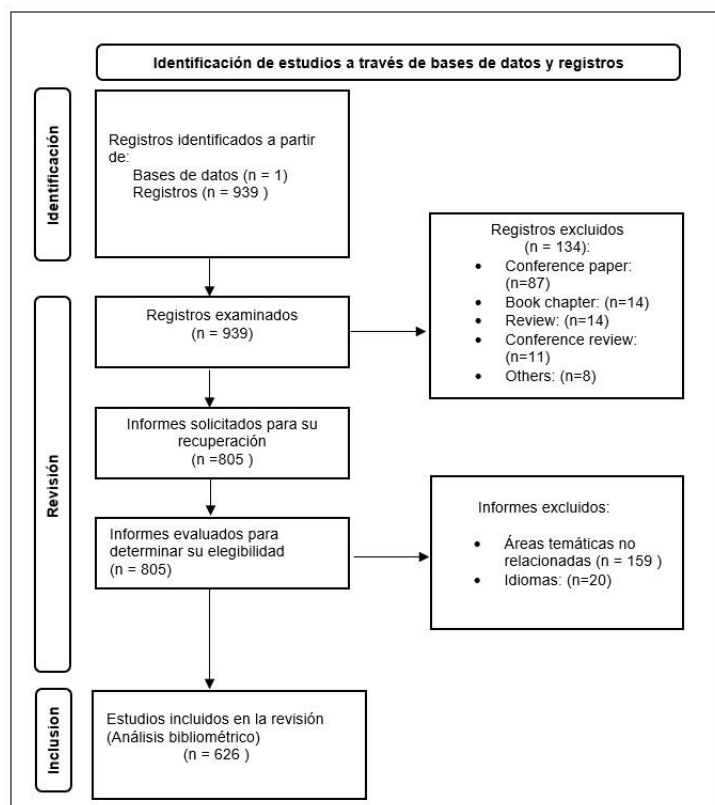 Identificación de estudios a través de bases de datos y registros
Identificación
Registros identificados a partir
de:
Bases de datos (n = 1)
Registros (n = 939 )
Registros excluidos
(n = 134):
• Conference paper:
(n=87)
• Book chapter: (n=14)
• Review: (n=14)
• Conference review:
(n=11)
• Others: (n=8)
Revisión
Registros examinados
(n = 939)
Informes solicitados para su
recuperación
(n =805 )
Informes evaluados para
determinar su elegibilidad
(n = 805)
Informes excluidos:
• Áreas temáticas no
relacionadas (n = 159 )
• Idiomas: (n=20)
Inclusion
Estudios incluidos en la revisión
(Análisis bibliométrico)
(n = 626 )